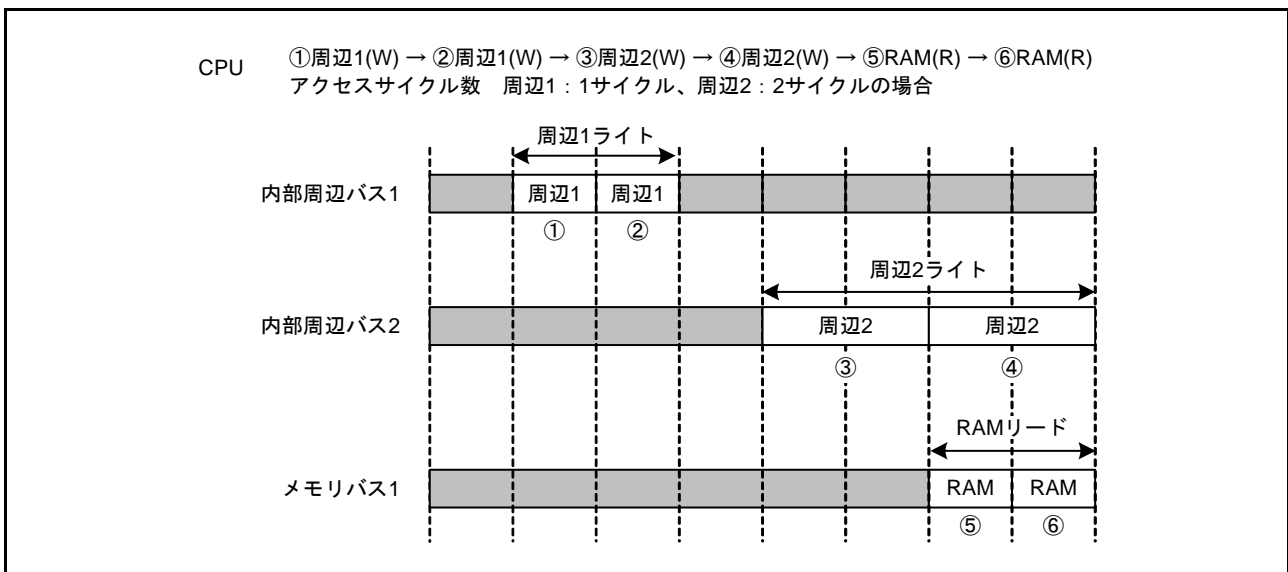 CPU ①周辺1(W) → ②周辺1(W) → ③周辺2(W) → ④周辺2(W) → ⑤RAM(R) → ⑥RAM(R)
アクセスサイクル数　周辺1：1サイクル、周辺2：2サイクルの場合
周辺1ライト
内部周辺バス1 周辺1 周辺1
① ②
周辺2ライト
内部周辺バス2 周辺2 周辺2
③ ④
RAMリード
メモリバス1 RAM RAM
⑤ ⑥